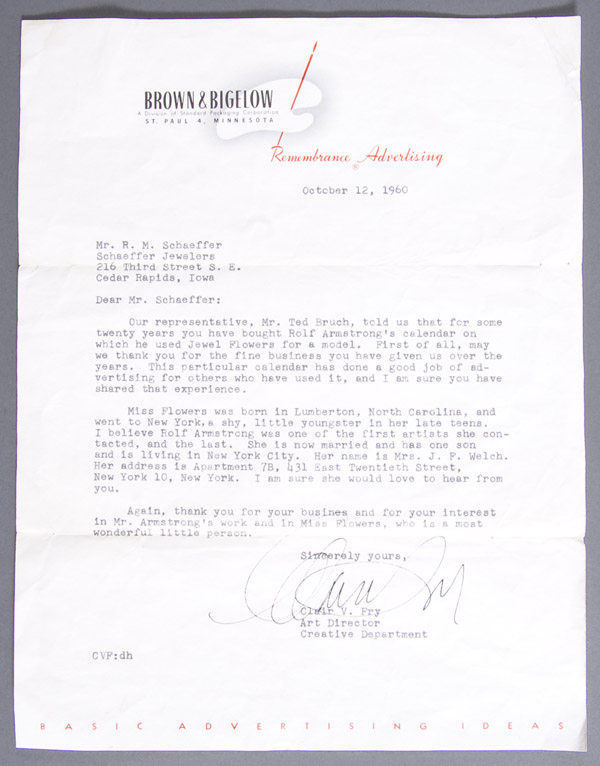 BROWN & BIGELOW
A Division of Standard Packaging Corporation
ST. PAUL 4, MINNESOTA
Remembrance Advertising
®
October 12, 1960
Mr. R. M. Schaeffer
Schaeffer Jewelers
216 Third Street S. E.
Cedar Rapids, Iowa
Dear Mr. Schaeffer:
Our representative, Mr. Ted Bruch, told us that for some
twenty years you have bought Rolf Armstrong's calendar on
which he used Jewel Flowers for a model. First of all, may
we thank you for the fine business you have given us over the
years. This particular calendar has done a good job of ad-
vertising for others who have used it, and I am sure you have
shared that experience.
Miss Flowers was born in Lumberton, North Carolina, and
went to New York,a shy, little youngster in her late teens.
I believe Rolf Armstrong was one of the first artists she con-
tacted, and the last. She is now married and has one son
and is living in New York City. Her name is Mrs. J. F. Welch.
Her address is Apartment 7B, 431 East Twentieth Street,
New York 10, New York. I am sure she would love to hear from
you.
Again, thank you for your busines and for your interest
in Mr. Armstrong's work and in Miss Flowers, who is a most
wonderful little person.
Sincerely yours,
Clair Fry
Clair V. Fry
Art Director
Creative Department
CVF:dh
BASIC ADVERTISING IDEAS